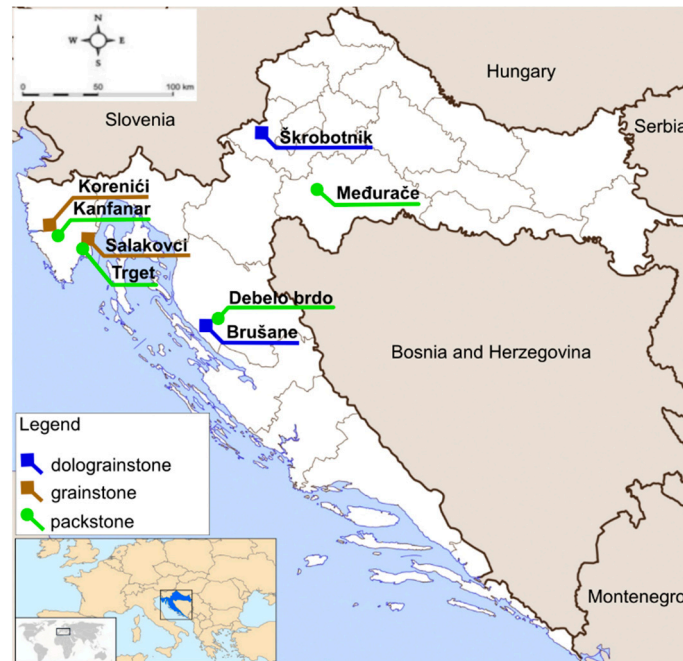 N
W E
S
0 50 100 km
Hungary
Slovenia
Serbia
Škrobotnik
Korenići
Kanfanar
Međurače
Salakovci
Trget
Debelo brdo
Brušane
Bosnia and Herzegovina
Legend
dolograinstone
grainstone
packstone
Montenegro